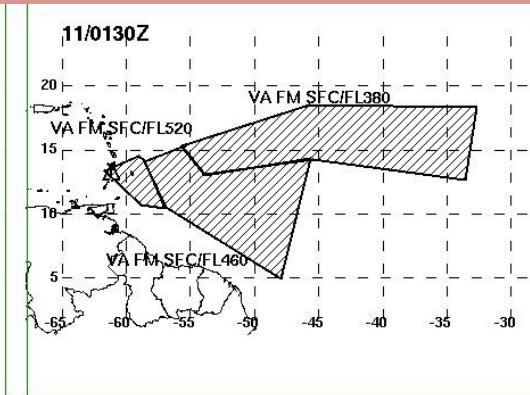 11/0130Z
20
VA FM SFC/FL380
VA FM SFC/FL520
15
10
VA FM SFC/FL460
5
-65 -60 -55 -50 -45 -40 -35 -30